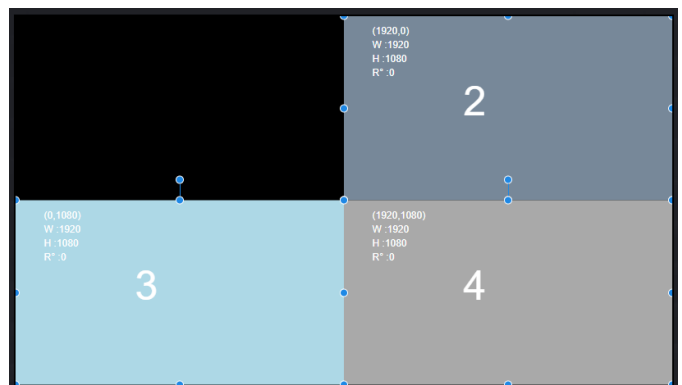 (1920,0)
W :1920
H :1080
R° :0
2
(0,1080)
W :1920
H :1080
R° :0
3
(1920,1080)
W :1920
H :1080
R° :0
4